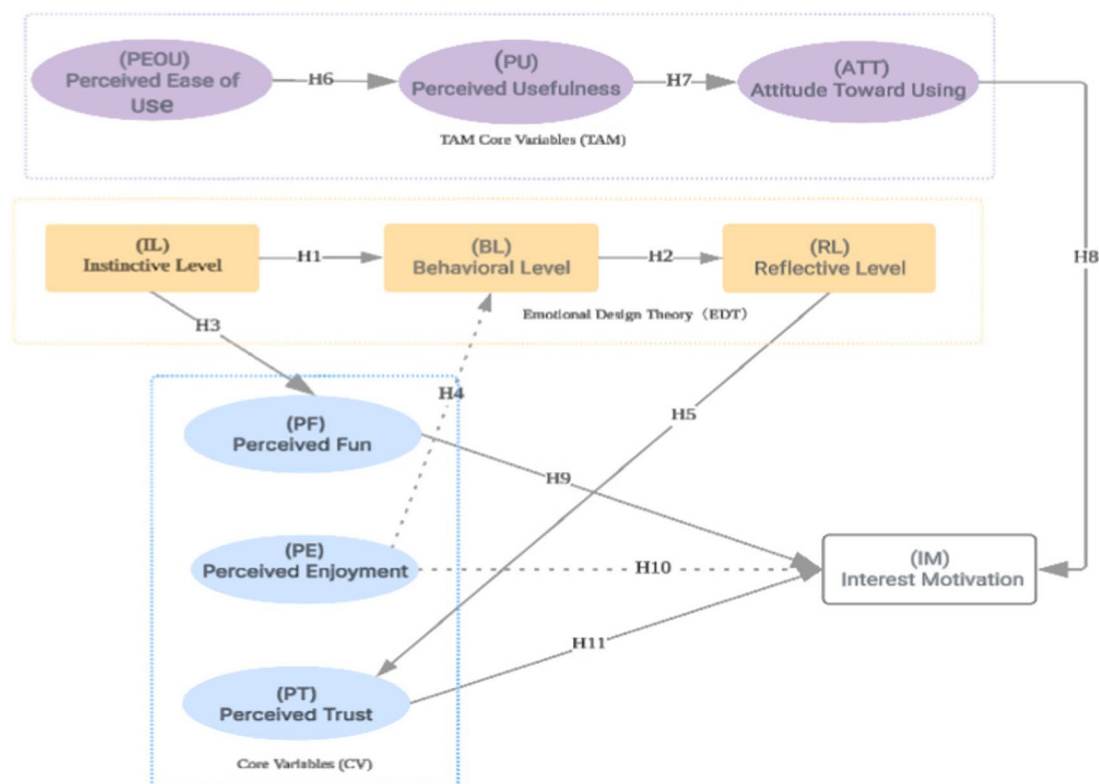 (PEOU)
Perceived Ease of
Use
H6
(PU)
Perceived Usefulness
H7
(ATT)
Attitude Toward Using
TAM Core Variables (TAM)
(IL)
Instinctive Level
H1
(BL)
Behavioral Level
H2
(RL)
Reflective Level
H8
Emotional Design Theory（EDT）
H3
H4
H5
(PF)
Perceived Fun
H9
(PE)
Perceived Enjoyment
H10
(IM)
Interest Motivation
H11
(PT)
Perceived Trust
Core Variables (CV)